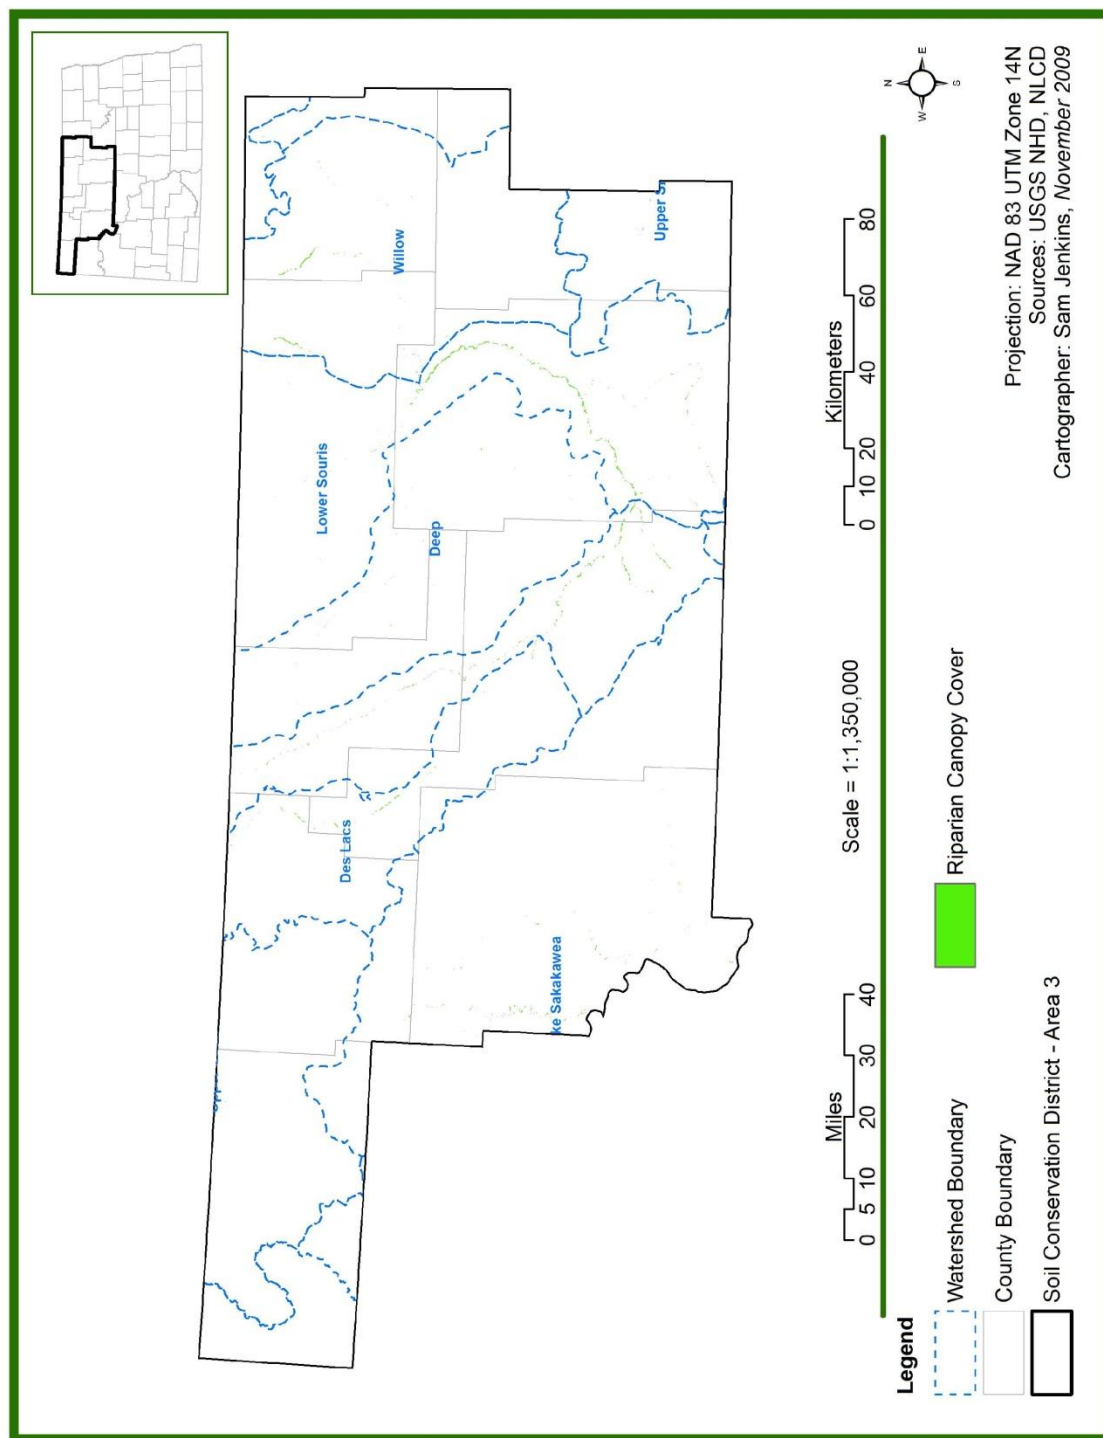 Lower Souris
Willow
Deep
Des Lacs
ke Sakakawea
Upper S
N
W
E
S
Scale = 1:1,350,000
Miles
0 5 10 20 30 40
Kilometers
0 10 20 40 60 80
Legend
Watershed Boundary
County Boundary
Soil Conservation District - Area 3
Riparian Canopy Cover
Projection: NAD 83 UTM Zone 14N
Sources: USGS NHD, NLCD
Cartographer: Sam Jenkins, November 2009